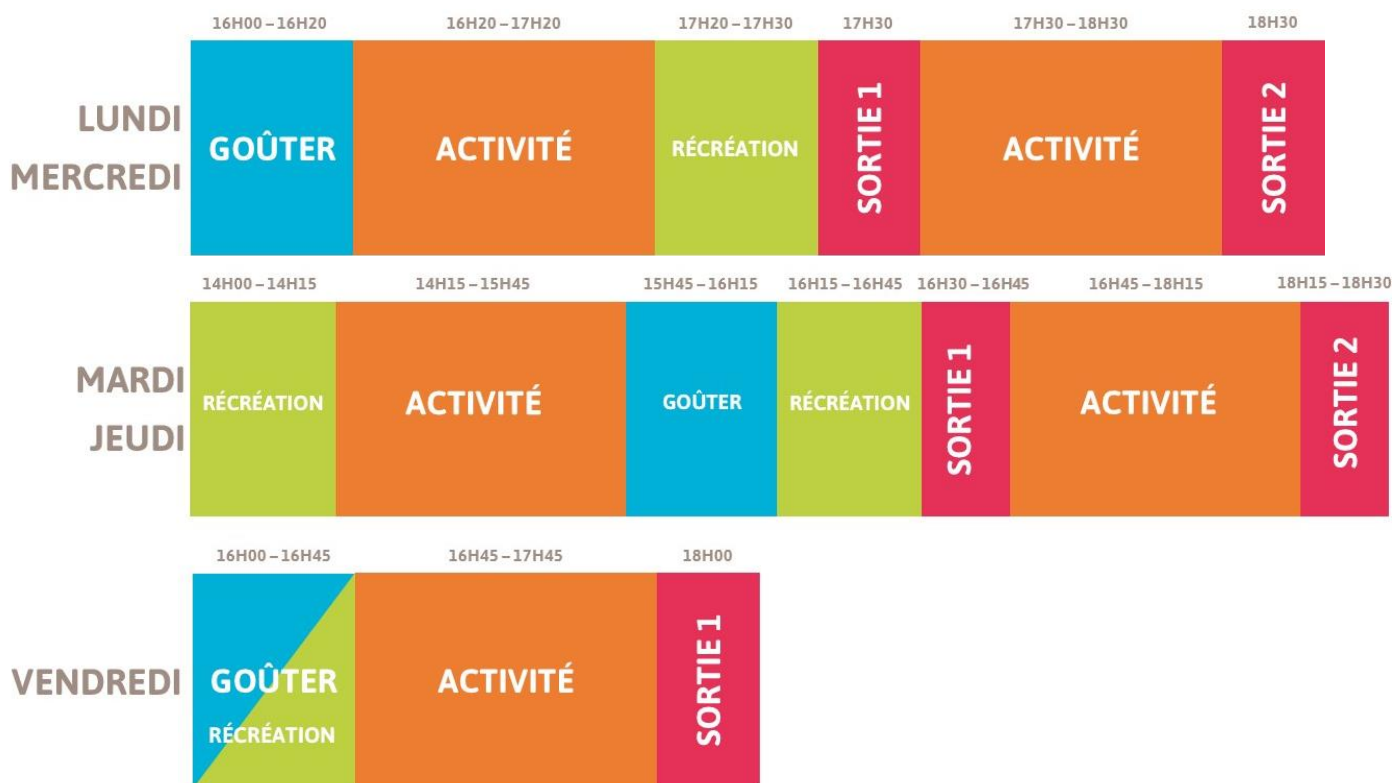 16H00 – 16H20 16H20 – 17H20 17H20 – 17H30 17H30 17H30 – 18H30 18H30
LUNDI
MERCREDI
GOÛTER ACTIVITÉ RÉCRÉATION SORTIE 1 ACTIVITÉ SORTIE 2
14H00 – 14H15 14H15 – 15H45 15H45 – 16H15 16H15 – 16H45 16H30 – 16H45 16H45 – 18H15 18H15 – 18H30
MARDI
JEUDI
RÉCRÉATION ACTIVITÉ GOÛTER RÉCRÉATION SORTIE 1 ACTIVITÉ SORTIE 2
16H00 – 16H45 16H45 – 17H45 18H00
VENDREDI GOÛTER ACTIVITÉ SORTIE 1
RÉCRÉATION